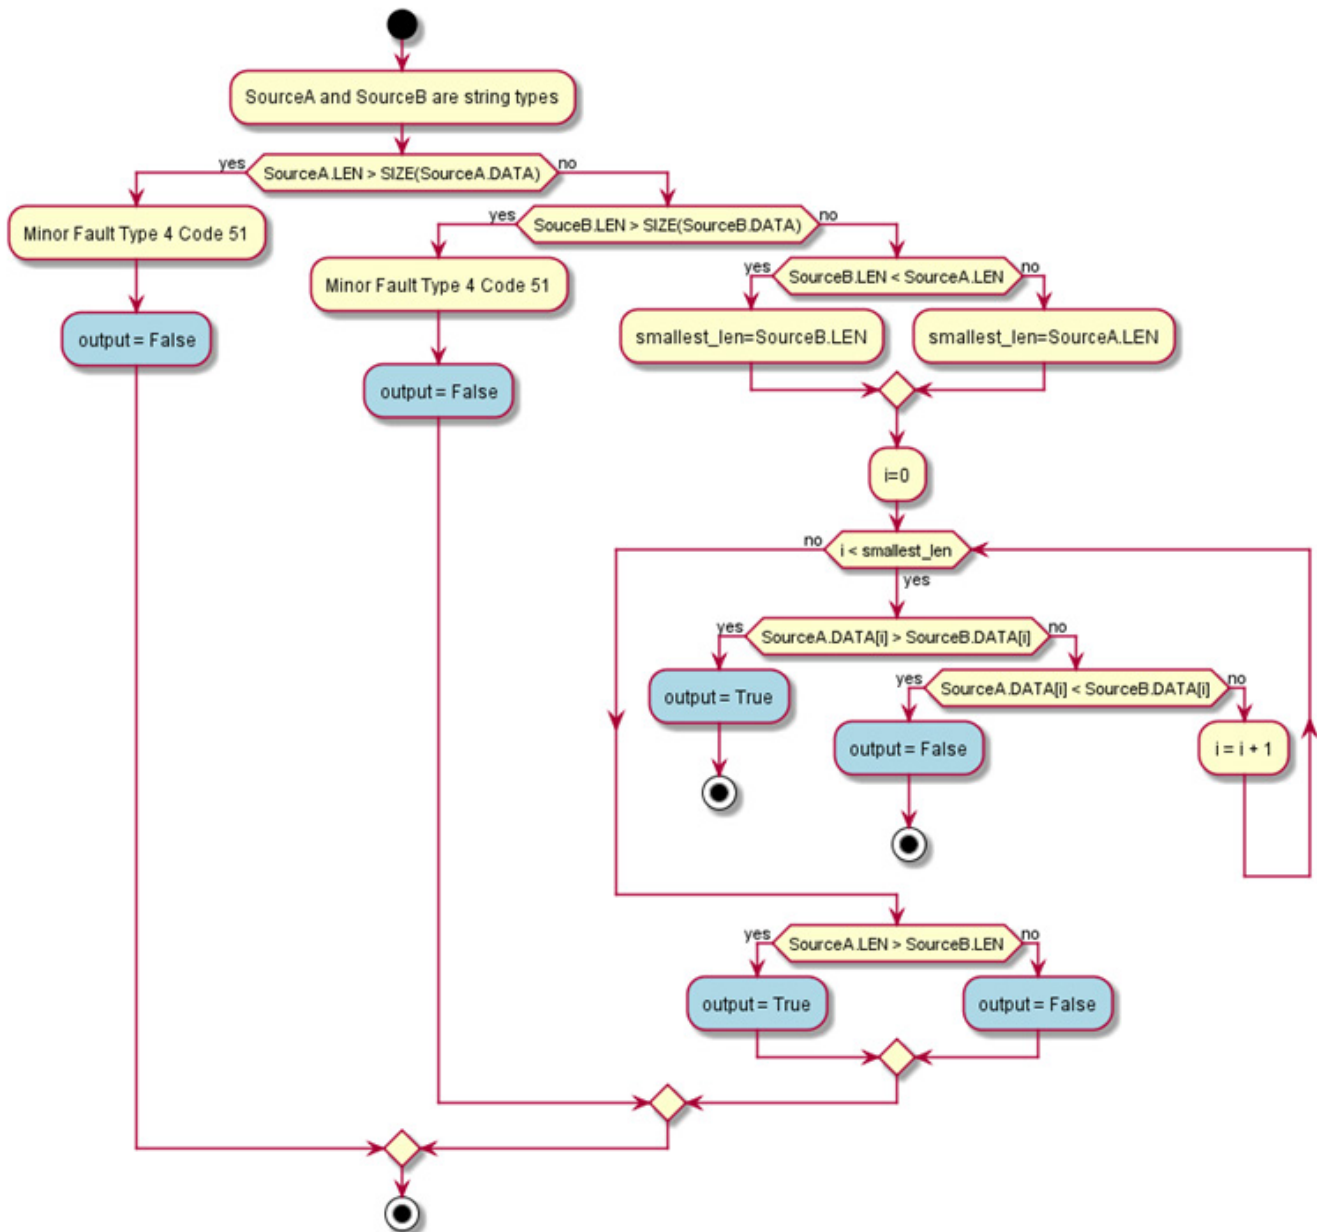 SourceA and SourceB are string types
yes
SourceA.LEN > SIZE(SourceA.DATA)
no
Minor Fault Type 4 Code 51
output = False
yes
SouceB.LEN > SIZE(SourceB.DATA)
no
Minor Fault Type 4 Code 51
output = False
yes
SourceB.LEN < SourceA.LEN
no
smallest_len=SourceB.LEN
smallest_len=SourceA.LEN
i=0
no
i < smallest_len
yes
yes
SourceA.DATA[i] > SourceB.DATA[i]
no
output = True
yes
SourceA.DATA[i] < SourceB.DATA[i]
no
output = False
i = i + 1
yes
SourceA.LEN > SourceB.LEN
no
output = True
output = False